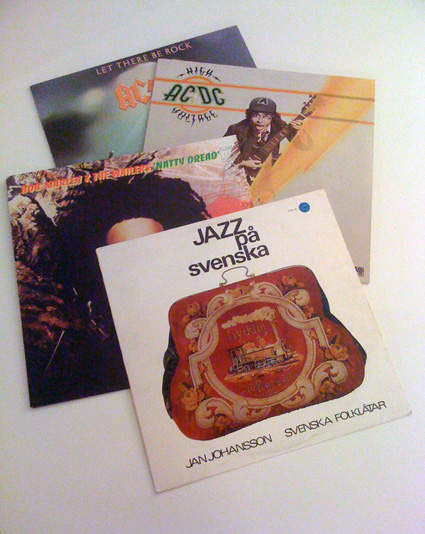 LET THERE BE ROCK
AC
HIGH
AC DC
VOLTAGE
BOB MARLEY & THE WAILERS 'NATTY DREAD'
JAZZ
på
svenska
JAN JOHANSSON SVENSKA FOLKLÅTAR